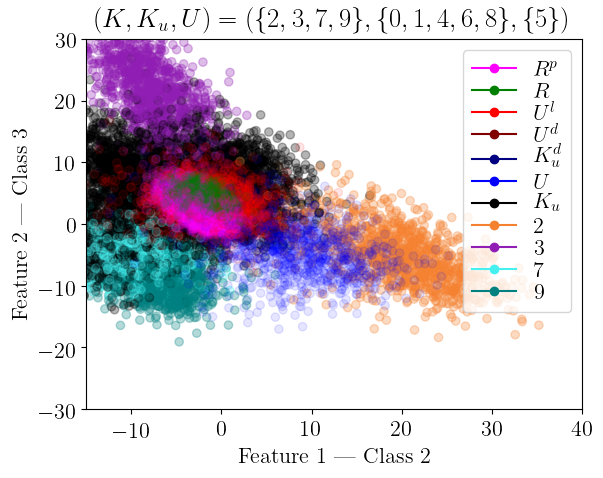 (K, K_u, U) = ({2, 3, 7, 9}, {0, 1, 4, 6, 8}, {5})
Feature 2 — Class 3
30
20
10
0
−10
−20
−30
−10
0
10
20
30
40
Feature 1 — Class 2
R^p
R
U^l
U^d
K_u^d
U
K_u
2
3
7
9